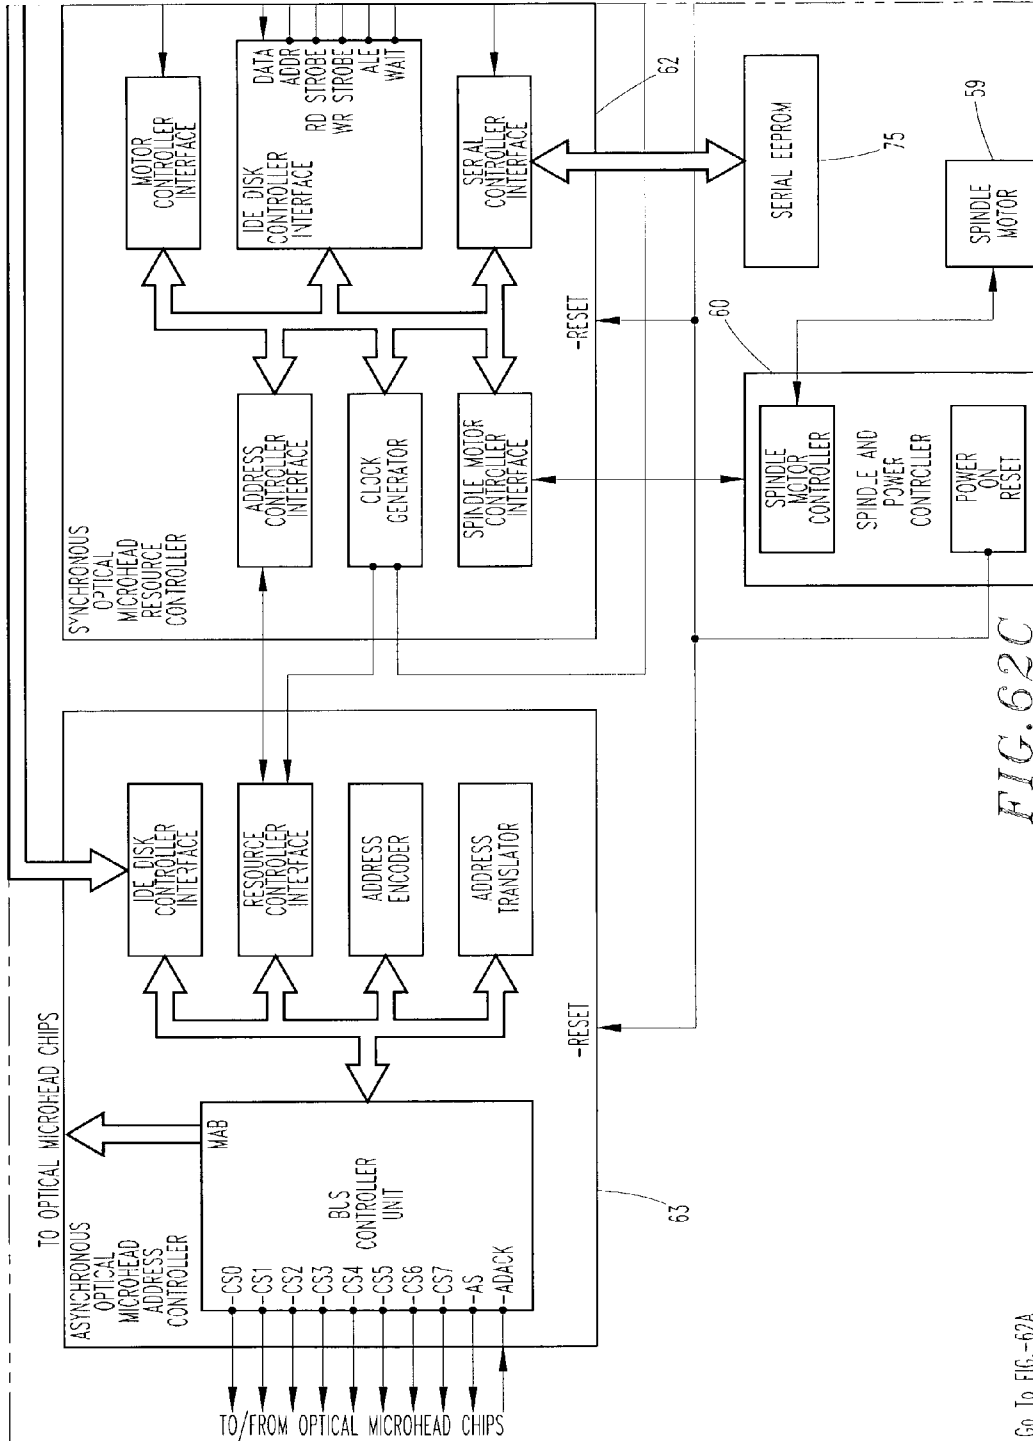 TO OPTICAL MICROHEAD CHIPS
ASYNCHRONOUS
OPTICAL
MICROHEAD
ADDRESS
CONTROLLER
MAB
BUS
CONTROLLER
UNIT
-CS0
-CS1
-CS2
-CS3
-CS4
-CS5
-CS6
-CS7
-AS
-ADACK
TO/FROM OPTICAL MICROHEAD CHIPS
IDE DISK
CONTROLLER
INTERFACE
RESOURCE
CONTROLLER
INTERFACE
ADDRESS
ENCODER
ADDRESS
TRANSLATOR
-RESET
63
SYNCHRONOUS
OPTICAL
MICROHEAD
RESOURCE
CONTROLLER
ADDRESS
CONTROLLER
INTERFACE
CLOCK
GENERATOR
SPINDLE MOTOR
CONTROLLER
INTERFACE
MOTOR
CONTROLLER
INTERFACE
IDE DISK
CONTROLLER
INTERFACE
DATA
ADDR
RD STROBE
WR STROBE
ALE
WAIT
SERIAL
CONTROLLER
INTERFACE
-RESET
62
SERIAL EEPROM
75
60
SPINDLE
MOTOR
CONTROLLER
SPINDLE AND
POWER
CONTROLLER
POWER
ON
RESET
SPINDLE
MOTOR
59
FIG. 62C
Go To FIG.-62A